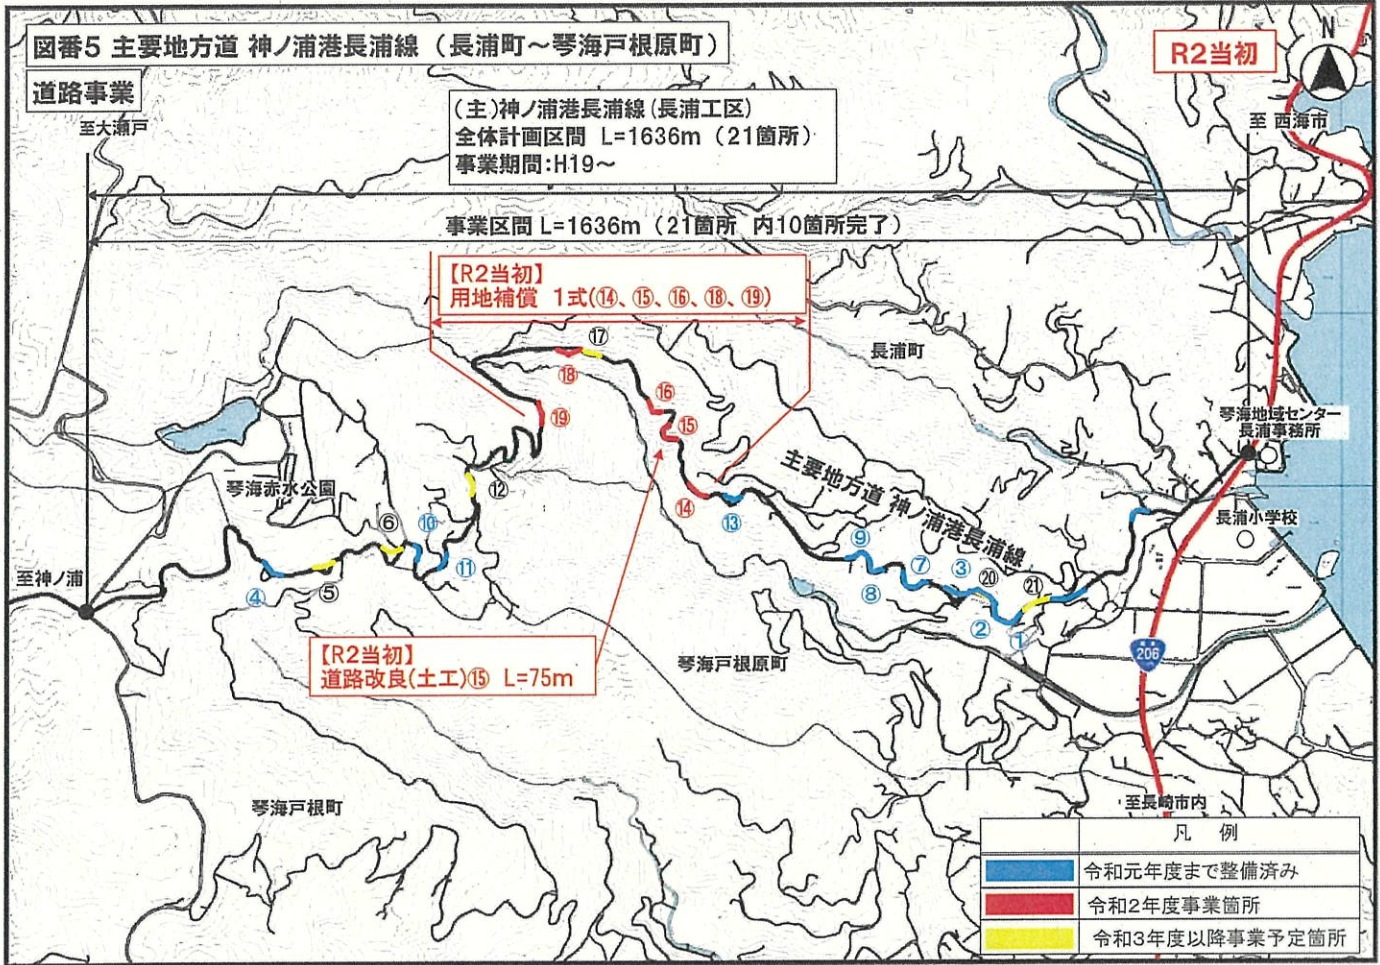 図番5 主要地方道 神ノ浦港長浦線 （長浦町～琴海戸根原町）
道路事業
R2当初
N
至大瀬戸
(主)神ノ浦港長浦線(長浦工区)
全体計画区間 L=1636m （21箇所）
事業期間:H19～
至 西海市
事業区間 L=1636m （21箇所 内10箇所完了）
【R2当初】
用地補償 1式(⑭、⑮、⑯、⑱、⑲)
⑰
⑱
長浦町
⑯
⑲
⑮
琴海地域センター
長浦事務所
主要地方道 神ノ浦港長浦線
琴海赤水公園
⑫
⑭
⑬
長浦小学校
⑥
⑩
⑨
⑪
⑦
③
⑳
㉑
至神ノ浦
④
⑤
⑧
②
①
【R2当初】
道路改良(土工)⑮ L=75m
琴海戸根原町
206
琴海戸根町
至長崎市内
凡 例
令和元年度まで整備済み
令和2年度事業箇所
令和3年度以降事業予定箇所